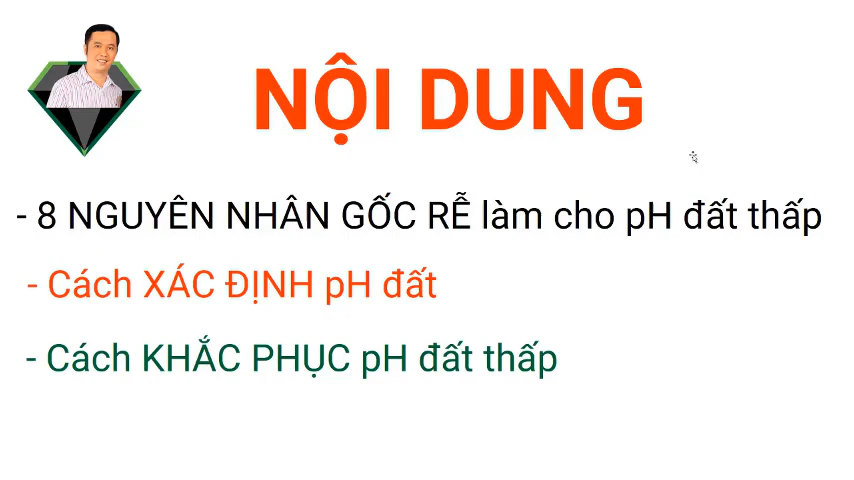 NỘI DUNG
- 8 NGUYÊN NHÂN GỐC RỄ làm cho pH đất thấp
- Cách XÁC ĐỊNH pH đất
- Cách KHẮC PHỤC pH đất thấp